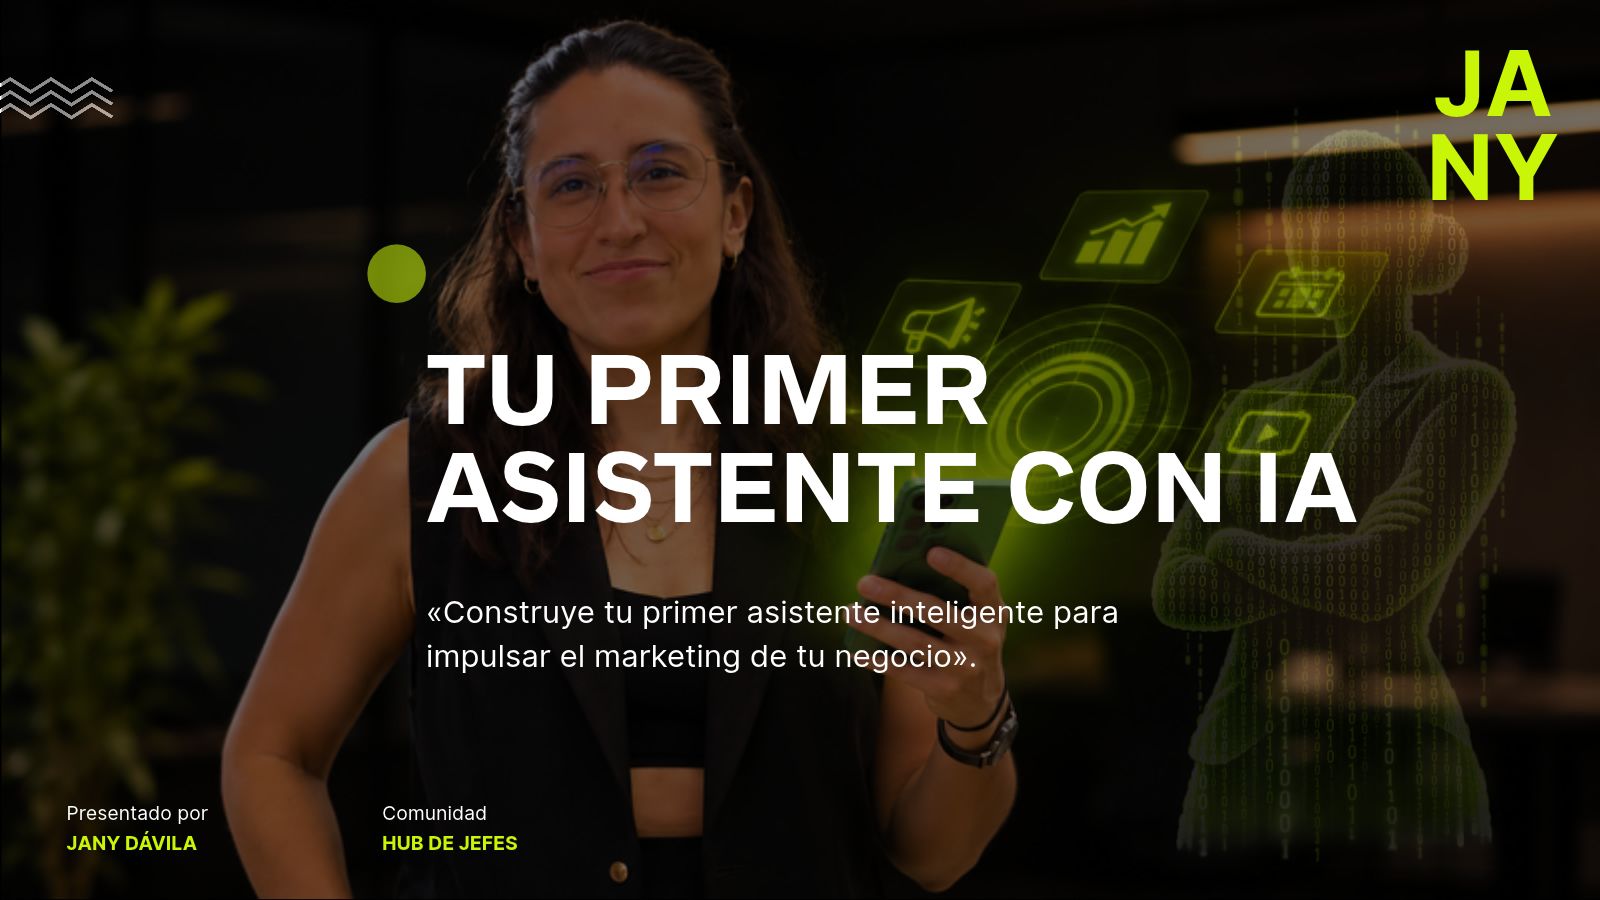 JA
NY
TU PRIMER
ASISTENTE CON IA
«Construye tu primer asistente inteligente para
impulsar el marketing de tu negocio».
Presentado por
JANY DÁVILA
Comunidad
HUB DE JEFES